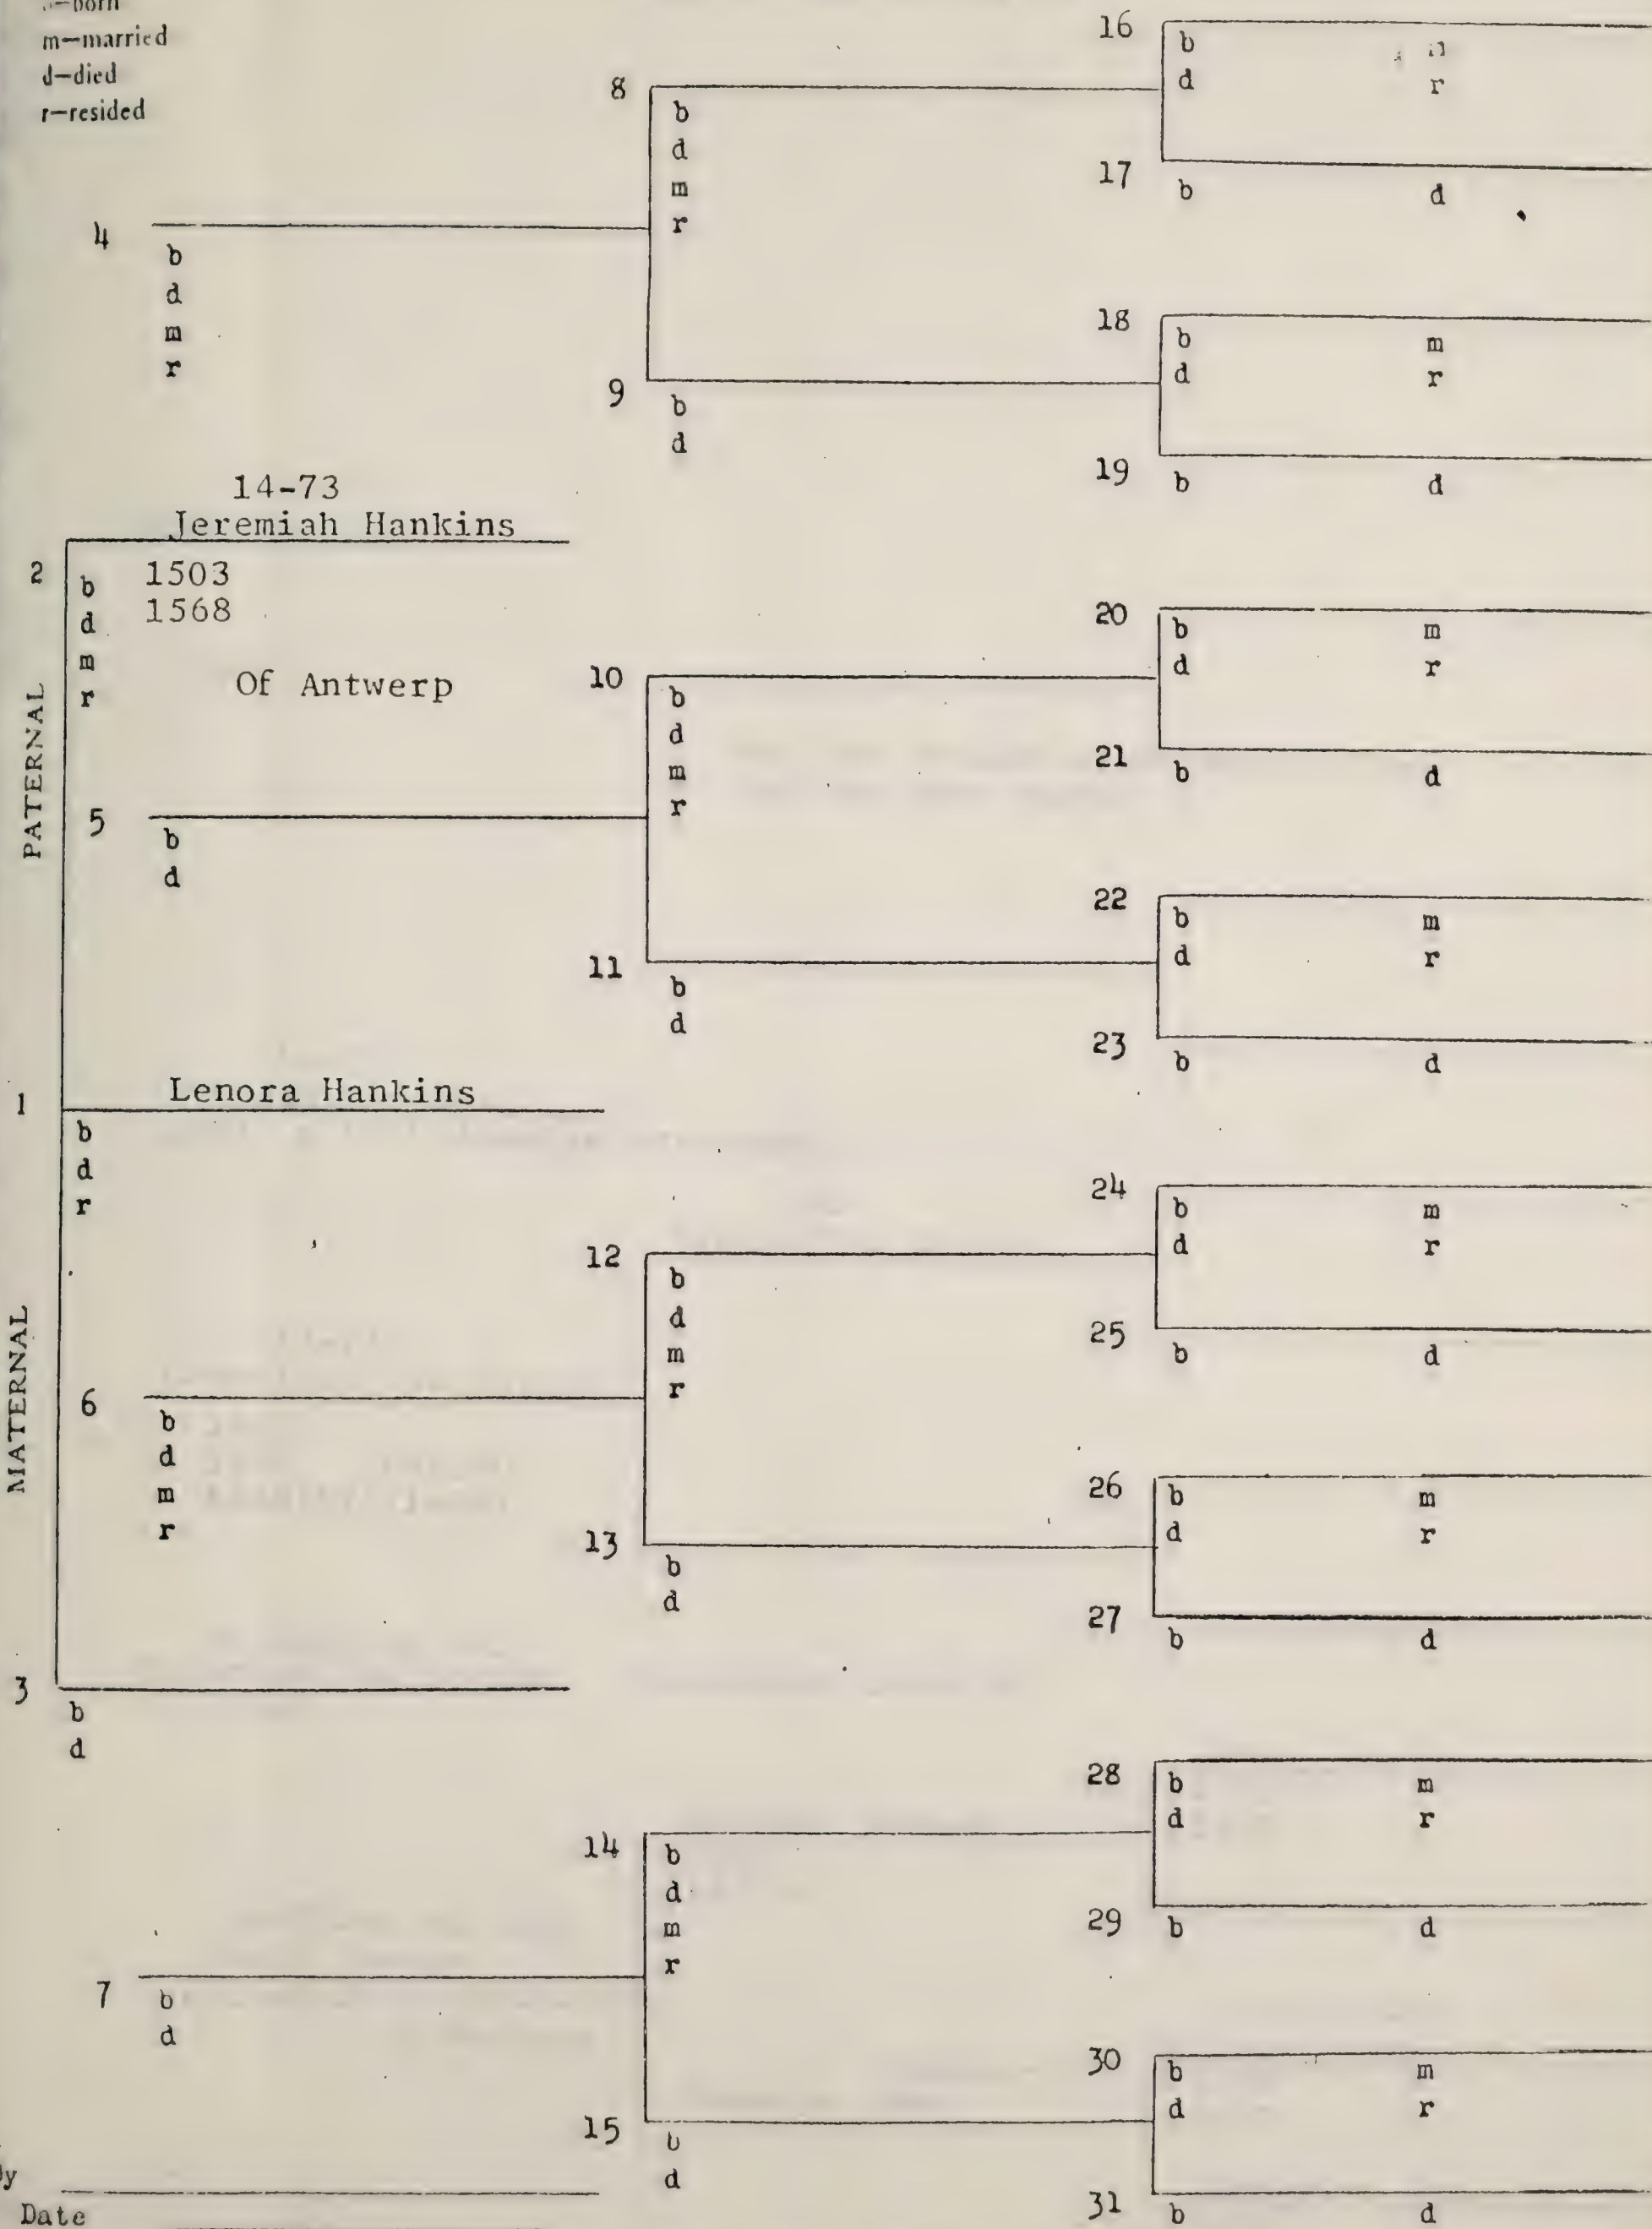 b—born
m—married
d—died
r—resided
16
b m
d r
8
b
d
m
r
17
b d
4
b
d
m
r
18
b m
d r
9
b
d
19
b d
14-73
Jeremiah Hankins
2
b 1503
d 1568
m
r Of Antwerp
PATERNAL
20
b m
d r
10
b
d
m
r
21
b d
5
b
d
22
b m
d r
11
b
d
23
b d
1
Lenora Hankins
b
d
r
24
b m
d r
12
b
d
m
r
25
b d
MATERNAL
6
b
d
m
r
26
b m
d r
13
b
d
27
b d
3
b
d
28
b m
d r
14
b
d
m
r
29
b d
7
b
d
30
b m
d r
15
b
d
31
b d
By
Date